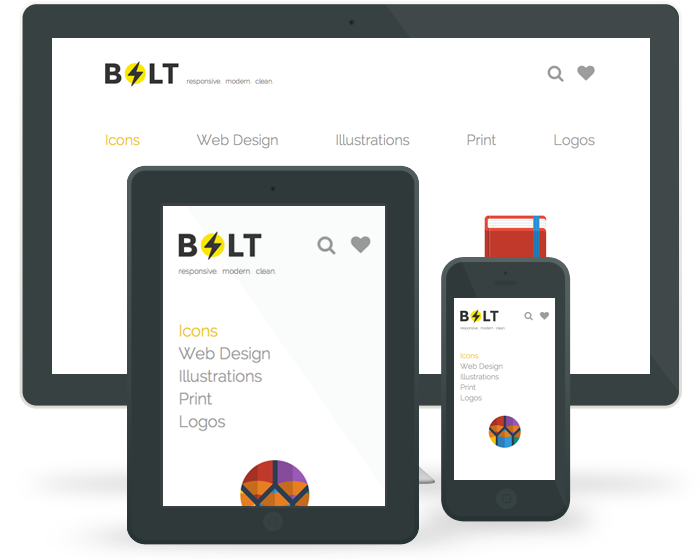 BOLT responsive. modern. clean.
Icons Web Design Illustrations Print Logos
BOLT
responsive. modern. clean.
Icons
Web Design
Illustrations
Print
Logos
BOLT
responsive. modern. clean.
Icons
Web Design
Illustrations
Print
Logos